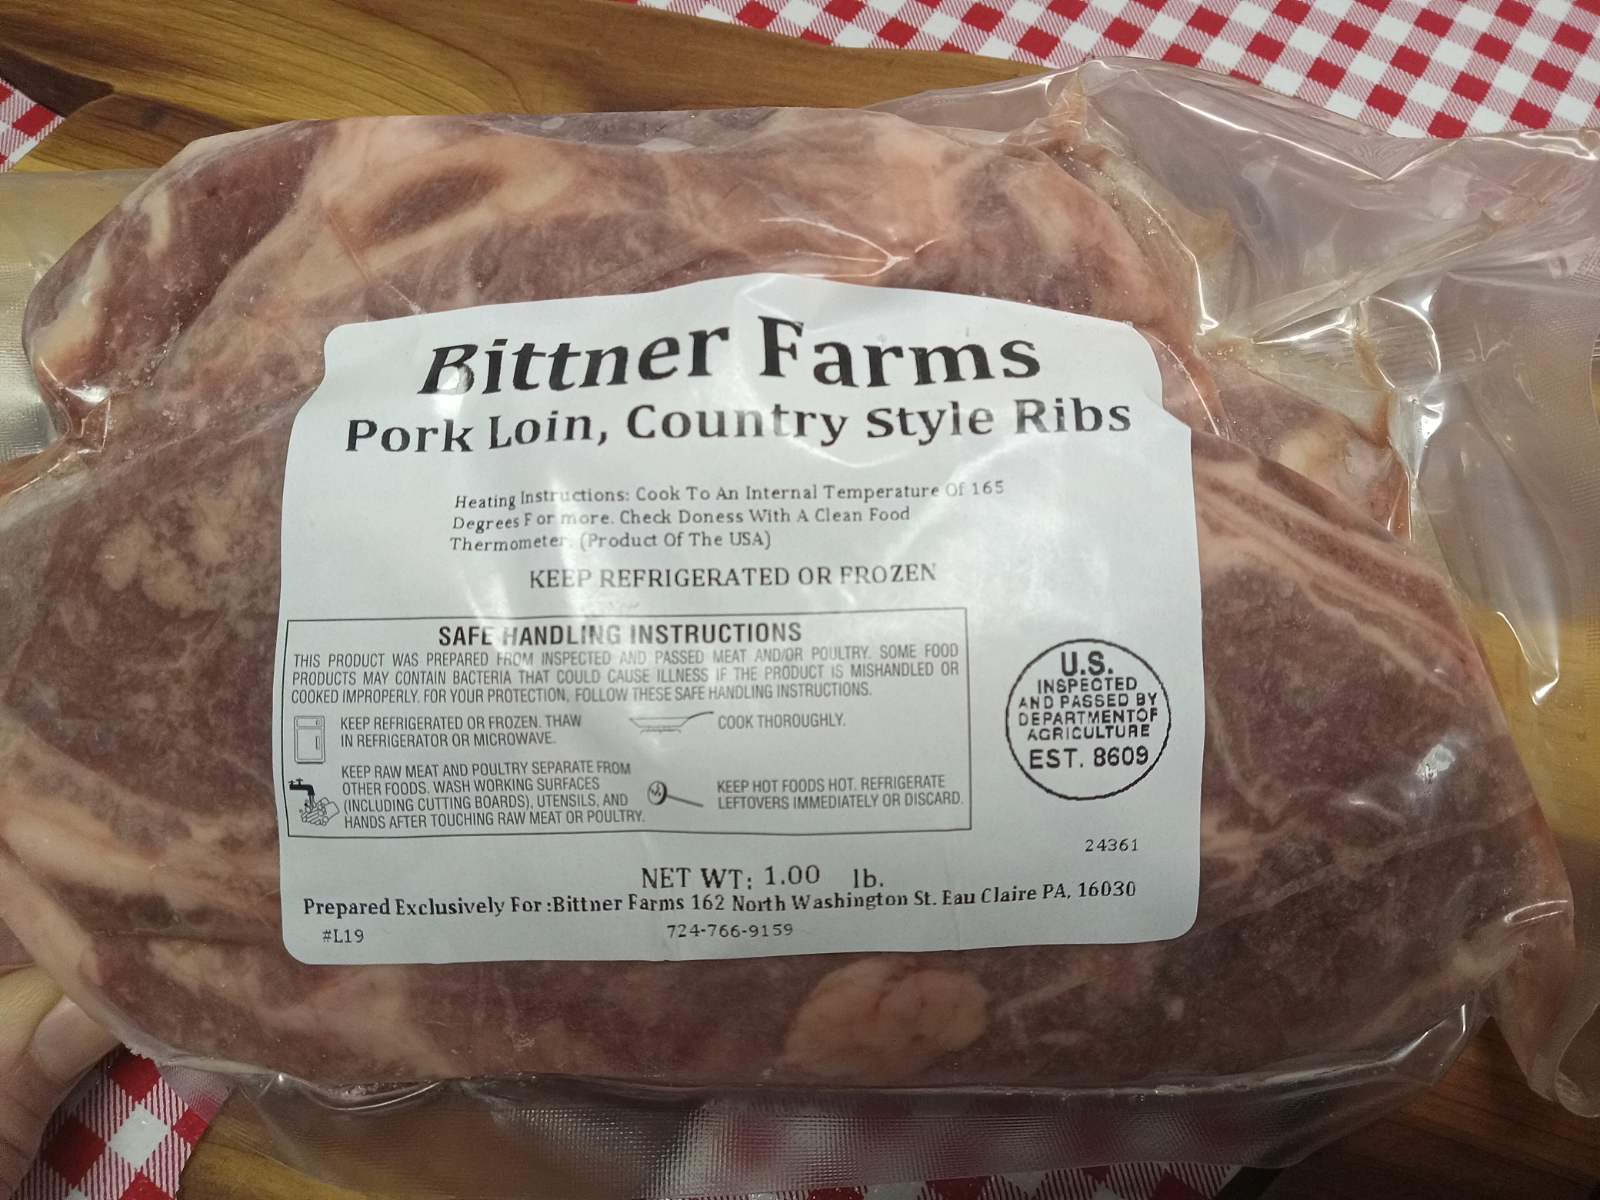 Bittner Farms
Pork Loin, Country Style Ribs
Heating Instructions: Cook To An Internal Temperature Of 165
Degrees F or more. Check Doness With A Clean Food
Thermometer. (Product Of The USA)
KEEP REFRIGERATED OR FROZEN
SAFE HANDLING INSTRUCTIONS
THIS PRODUCT WAS PREPARED FROM INSPECTED AND PASSED MEAT AND/OR POULTRY. SOME FOOD
PRODUCTS MAY CONTAIN BACTERIA THAT COULD CAUSE ILLNESS IF THE PRODUCT IS MISHANDLED OR
COOKED IMPROPERLY. FOR YOUR PROTECTION, FOLLOW THESE SAFE HANDLING INSTRUCTIONS.
KEEP REFRIGERATED OR FROZEN. THAW
IN REFRIGERATOR OR MICROWAVE.
COOK THOROUGHLY.
KEEP RAW MEAT AND POULTRY SEPARATE FROM
OTHER FOODS. WASH WORKING SURFACES
(INCLUDING CUTTING BOARDS), UTENSILS, AND
HANDS AFTER TOUCHING RAW MEAT OR POULTRY.
KEEP HOT FOODS HOT. REFRIGERATE
LEFTOVERS IMMEDIATELY OR DISCARD.
U.S.
INSPECTED
AND PASSED BY
DEPARTMENT OF
AGRICULTURE
EST. 8609
24361
NET WT: 1.00 lb.
Prepared Exclusively For :Bittner Farms 162 North Washington St. Eau Claire PA, 16030
#L19
724-766-9159